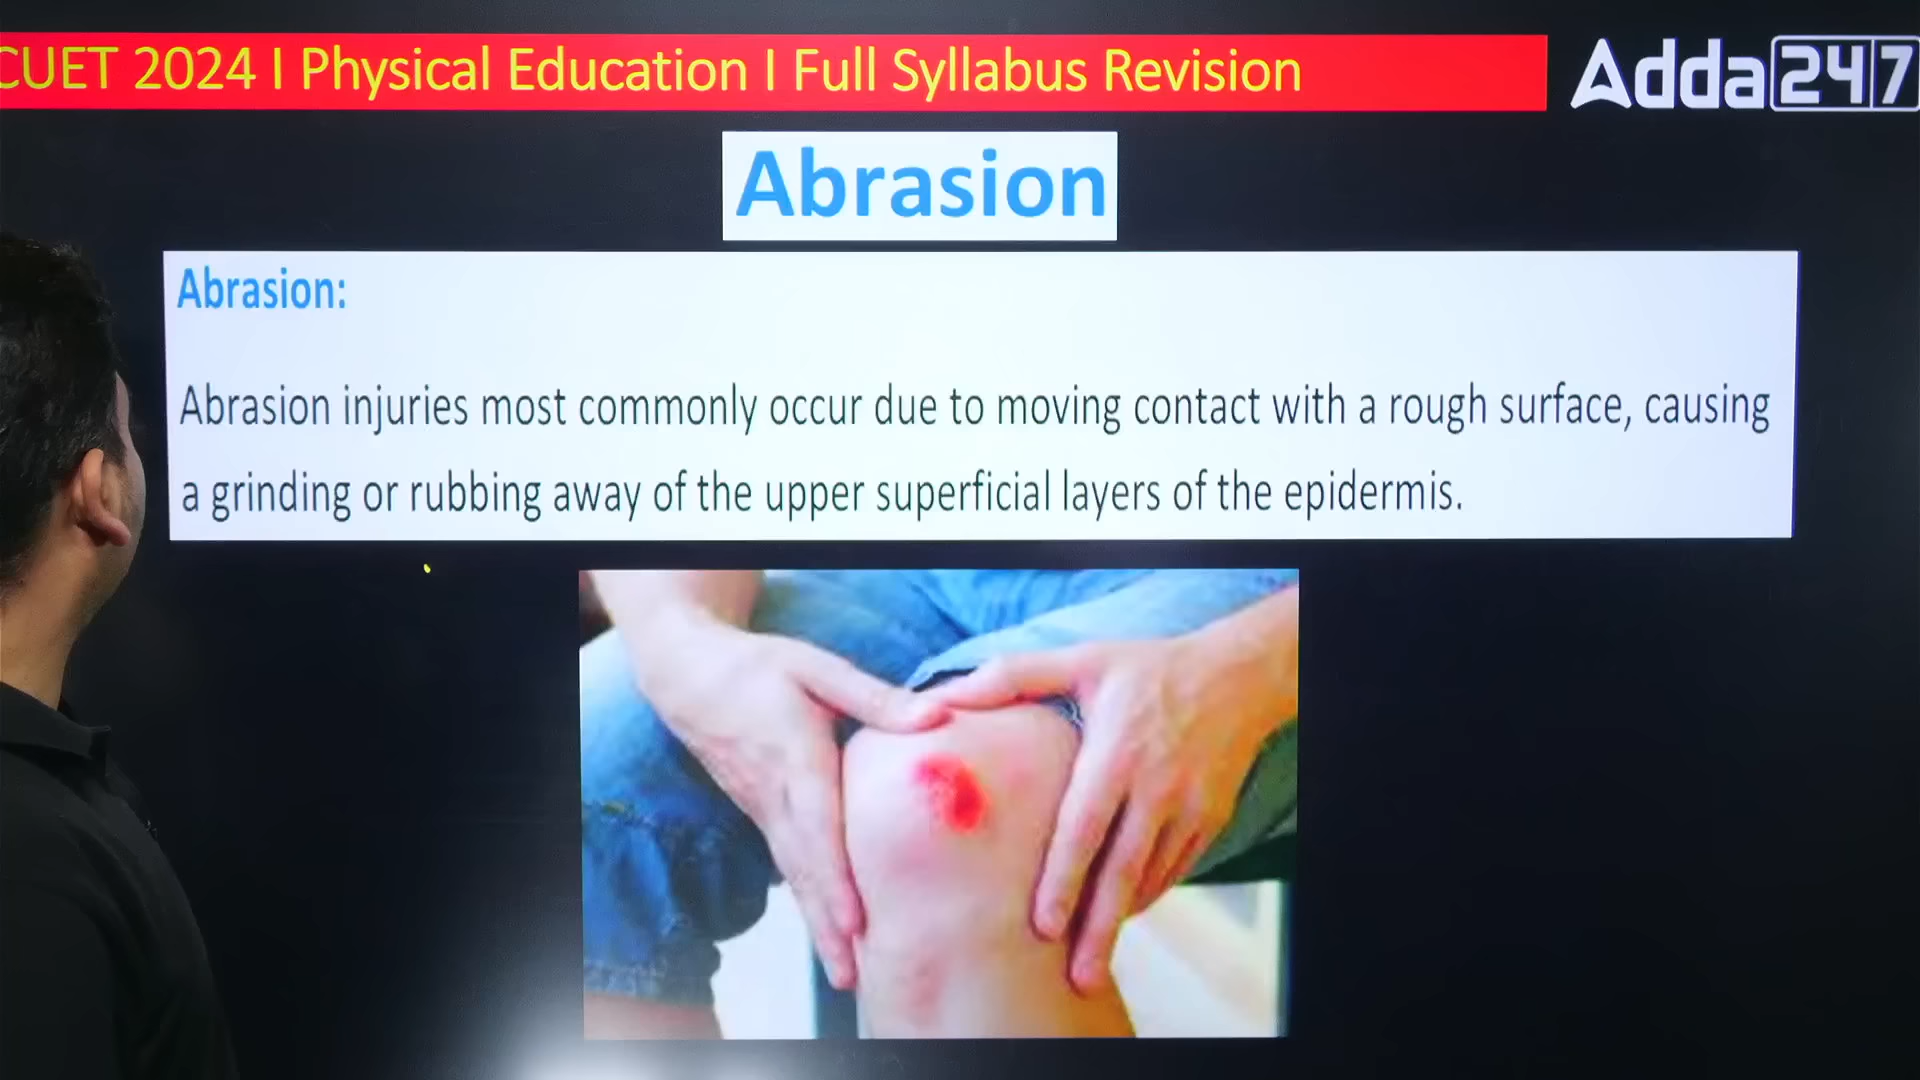 CUET 2024 I Physical Education I Full Syllabus Revision
Adda247
Abrasion
Abrasion:
Abrasion injuries most commonly occur due to moving contact with a rough surface, causing
a grinding or rubbing away of the upper superficial layers of the epidermis.